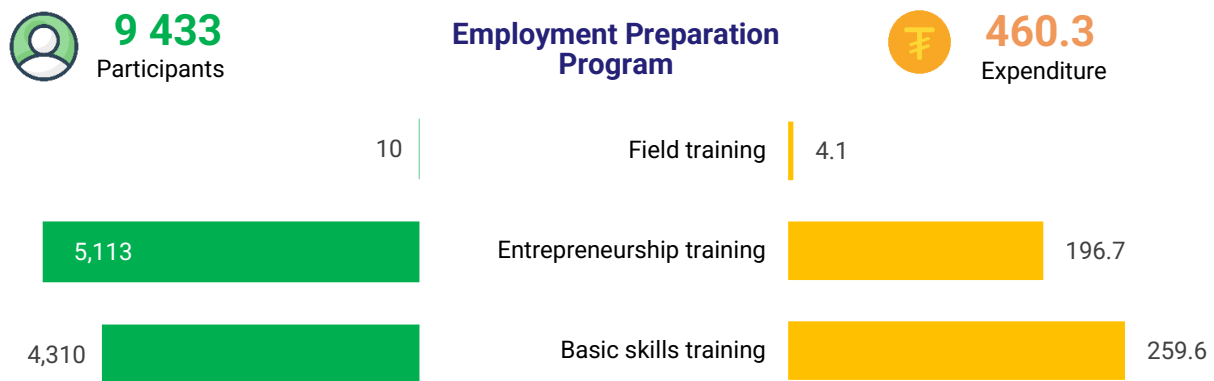 9 433
Participants
Employment Preparation
Program
₮
460.3
Expenditure
10
Field training
4.1
5,113
Entrepreneurship training
196.7
4,310
Basic skills training
259.6